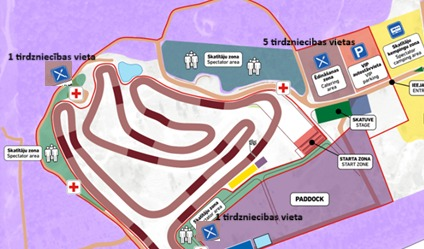 1 tirdzniecības vieta
Skatītāju zona
Spectator area
5 tirdzniecības vietas
Ēdināšanas zona
Catering area
P
VIP autostāvvieta
VIP parking
Skatītāju kempinga zona
Spectator camping area
IEEJA
SKATUVE
STAGE
Skatītāju zona
Spectator area
STARTA ZONA
START ZONE
PADDOCK
Skatītāju zona
Spectator area
1 tirdzniecības vieta